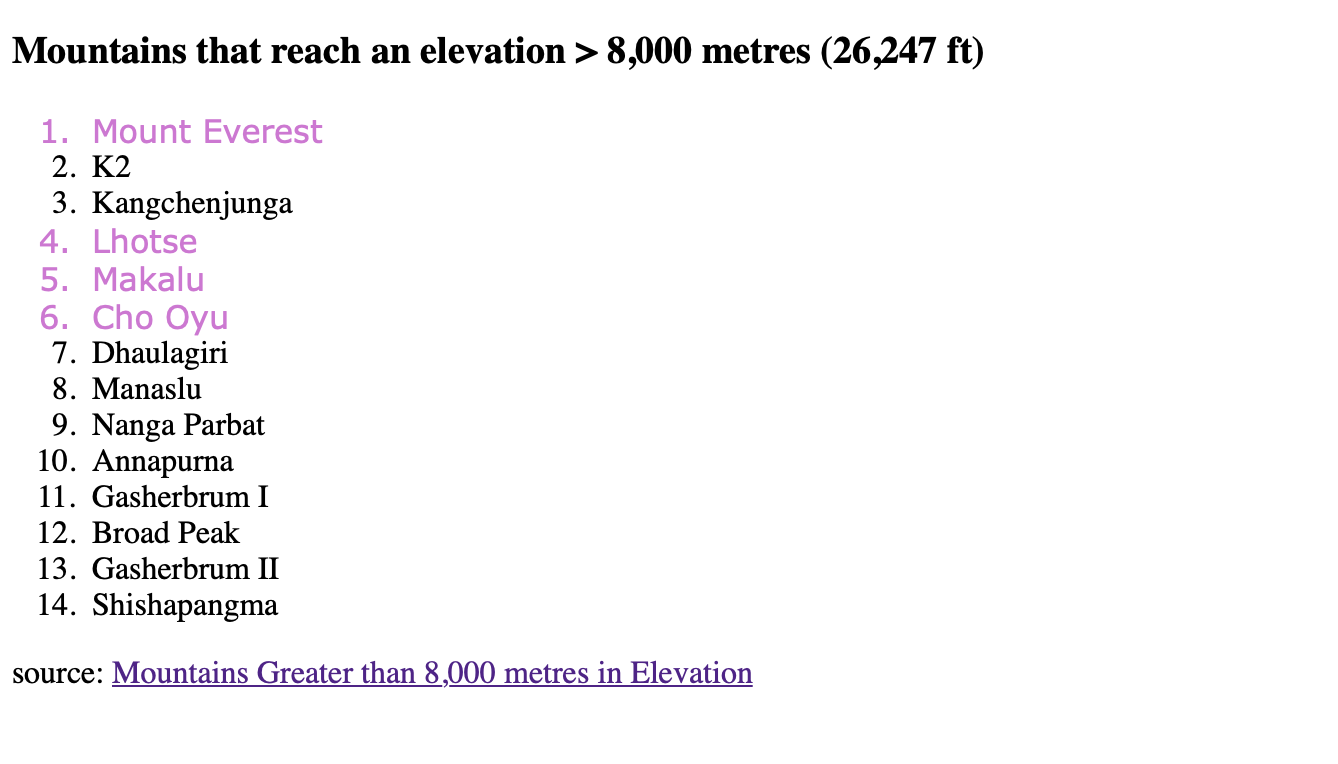 Mountains that reach an elevation > 8,000 metres (26,247 ft)
1. Mount Everest
2. K2
3. Kangchenjunga
4. Lhotse
5. Makalu
6. Cho Oyu
7. Dhaulagiri
8. Manaslu
9. Nanga Parbat
10. Annapurna
11. Gasherbrum I
12. Broad Peak
13. Gasherbrum II
14. Shishapangma
source: Mountains Greater than 8,000 metres in Elevation